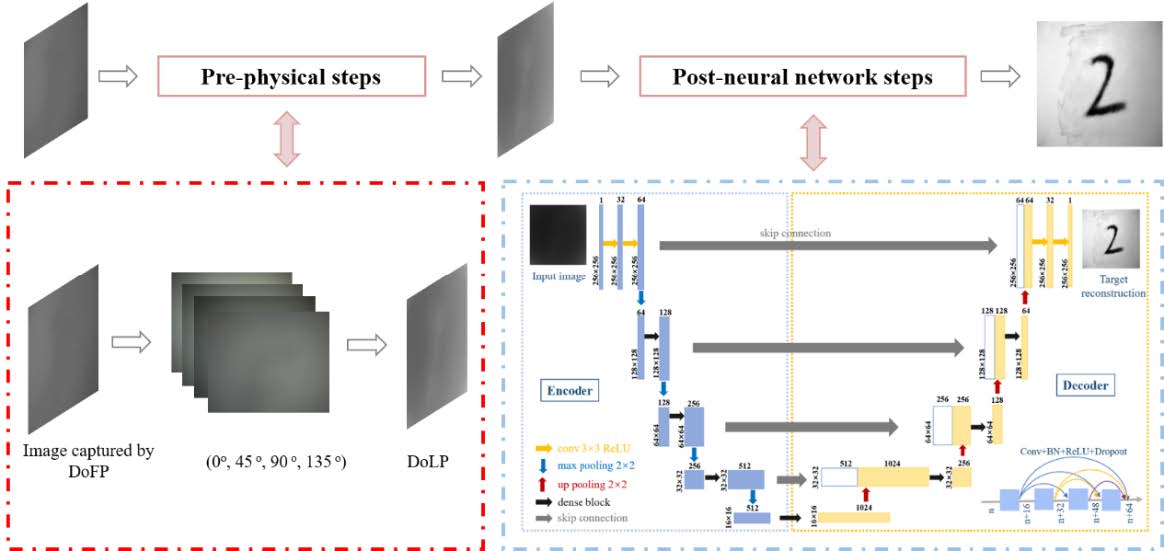 Pre-physical steps
Post-neural network steps
2
Image captured by
DoFP
(0°, 45 °, 90 °, 135 °)
DoLP
Input image
1 32 64
256×256
256×256
256×256
skip connection
64 64 32 1
256×256
256×256
256×256
2
Target
reconstruction
64 128
128×128
128×128
128 128 64
128×128
128×128
Encoder
Decoder
128 256
64×64
64×64
256 256 128
64×64
conv 3×3 ReLU
max pooling 2×2
up pooling 2×2
dense block
skip connection
256 512
32×32
32×32
512 1024 256
32×32
512
16×16
1024
16×16
Conv+BN+ReLU+Dropout
n n+16 n+32 n+48 n+64